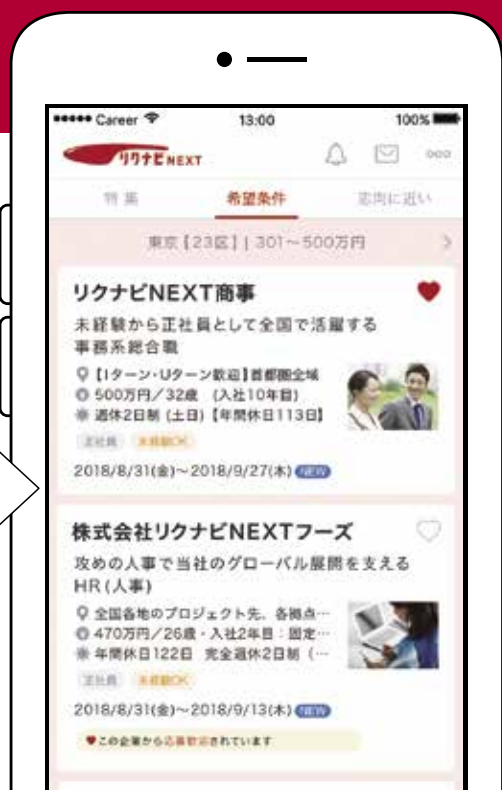 Career 13:00 100%
リクナビNEXT
特集 希望条件 志向に近い
東京【23区】| 301〜500万円
リクナビNEXT商事
未経験から正社員として全国で活躍する
事務系総合職
【Iターン・Uターン歓迎】首都圏全域
500万円／32歳 (入社10年目)
週休2日制 (土日)【年間休日113日】
正社員 未経験OK
2018/8/31(金)〜2018/9/27(木) NEW
株式会社リクナビNEXTフーズ
攻めの人事で当社のグローバル展開を支える
HR(人事)
全国各地のプロジェクト先、各拠点…
470万円／26歳・入社2年目：固定…
年間休日122日 完全週休2日制 (…
正社員 未経験OK
2018/8/31(金)〜2018/9/13(木) NEW
この企業から応募歓迎されています